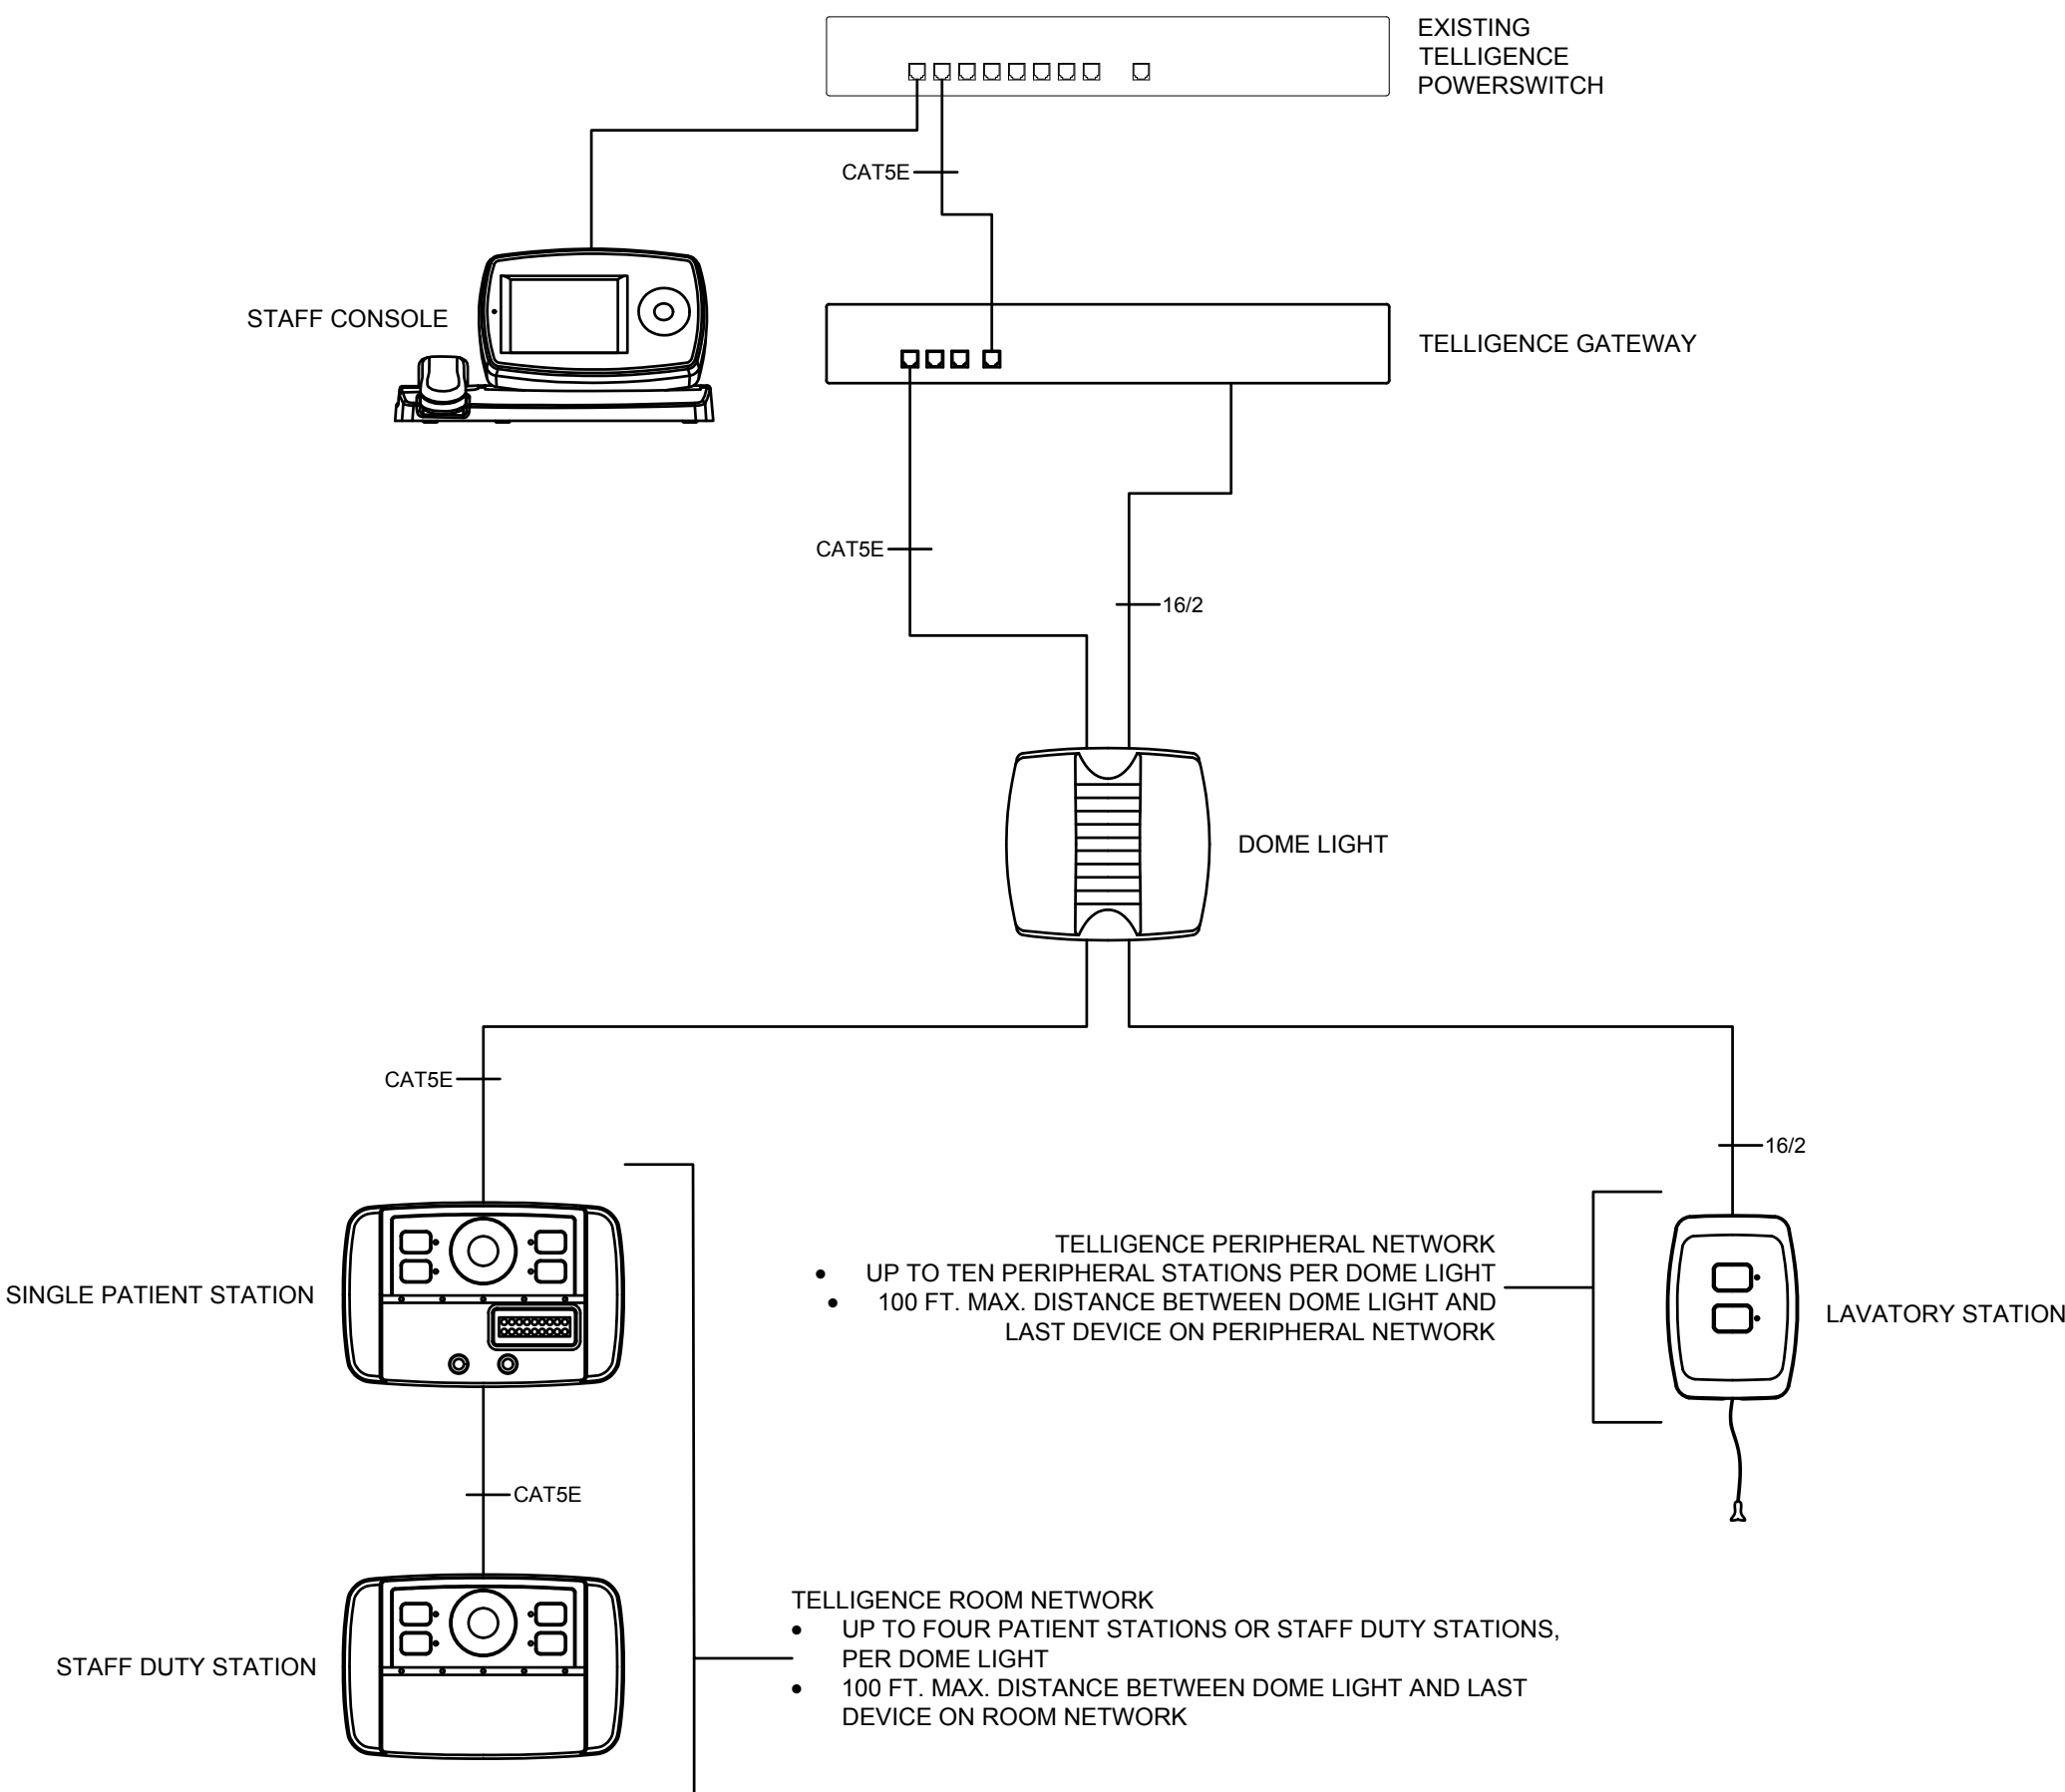 EXISTING
TELLIGENCE
POWERSWITCH
CAT5E
STAFF CONSOLE
TELLIGENCE GATEWAY
CAT5E
16/2
DOME LIGHT
CAT5E
16/2
SINGLE PATIENT STATION
TELLIGENCE PERIPHERAL NETWORK
• UP TO TEN PERIPHERAL STATIONS PER DOME LIGHT
• 100 FT. MAX. DISTANCE BETWEEN DOME LIGHT AND
LAST DEVICE ON PERIPHERAL NETWORK
LAVATORY STATION
CAT5E
STAFF DUTY STATION
TELLIGENCE ROOM NETWORK
• UP TO FOUR PATIENT STATIONS OR STAFF DUTY STATIONS,
PER DOME LIGHT
• 100 FT. MAX. DISTANCE BETWEEN DOME LIGHT AND LAST
DEVICE ON ROOM NETWORK